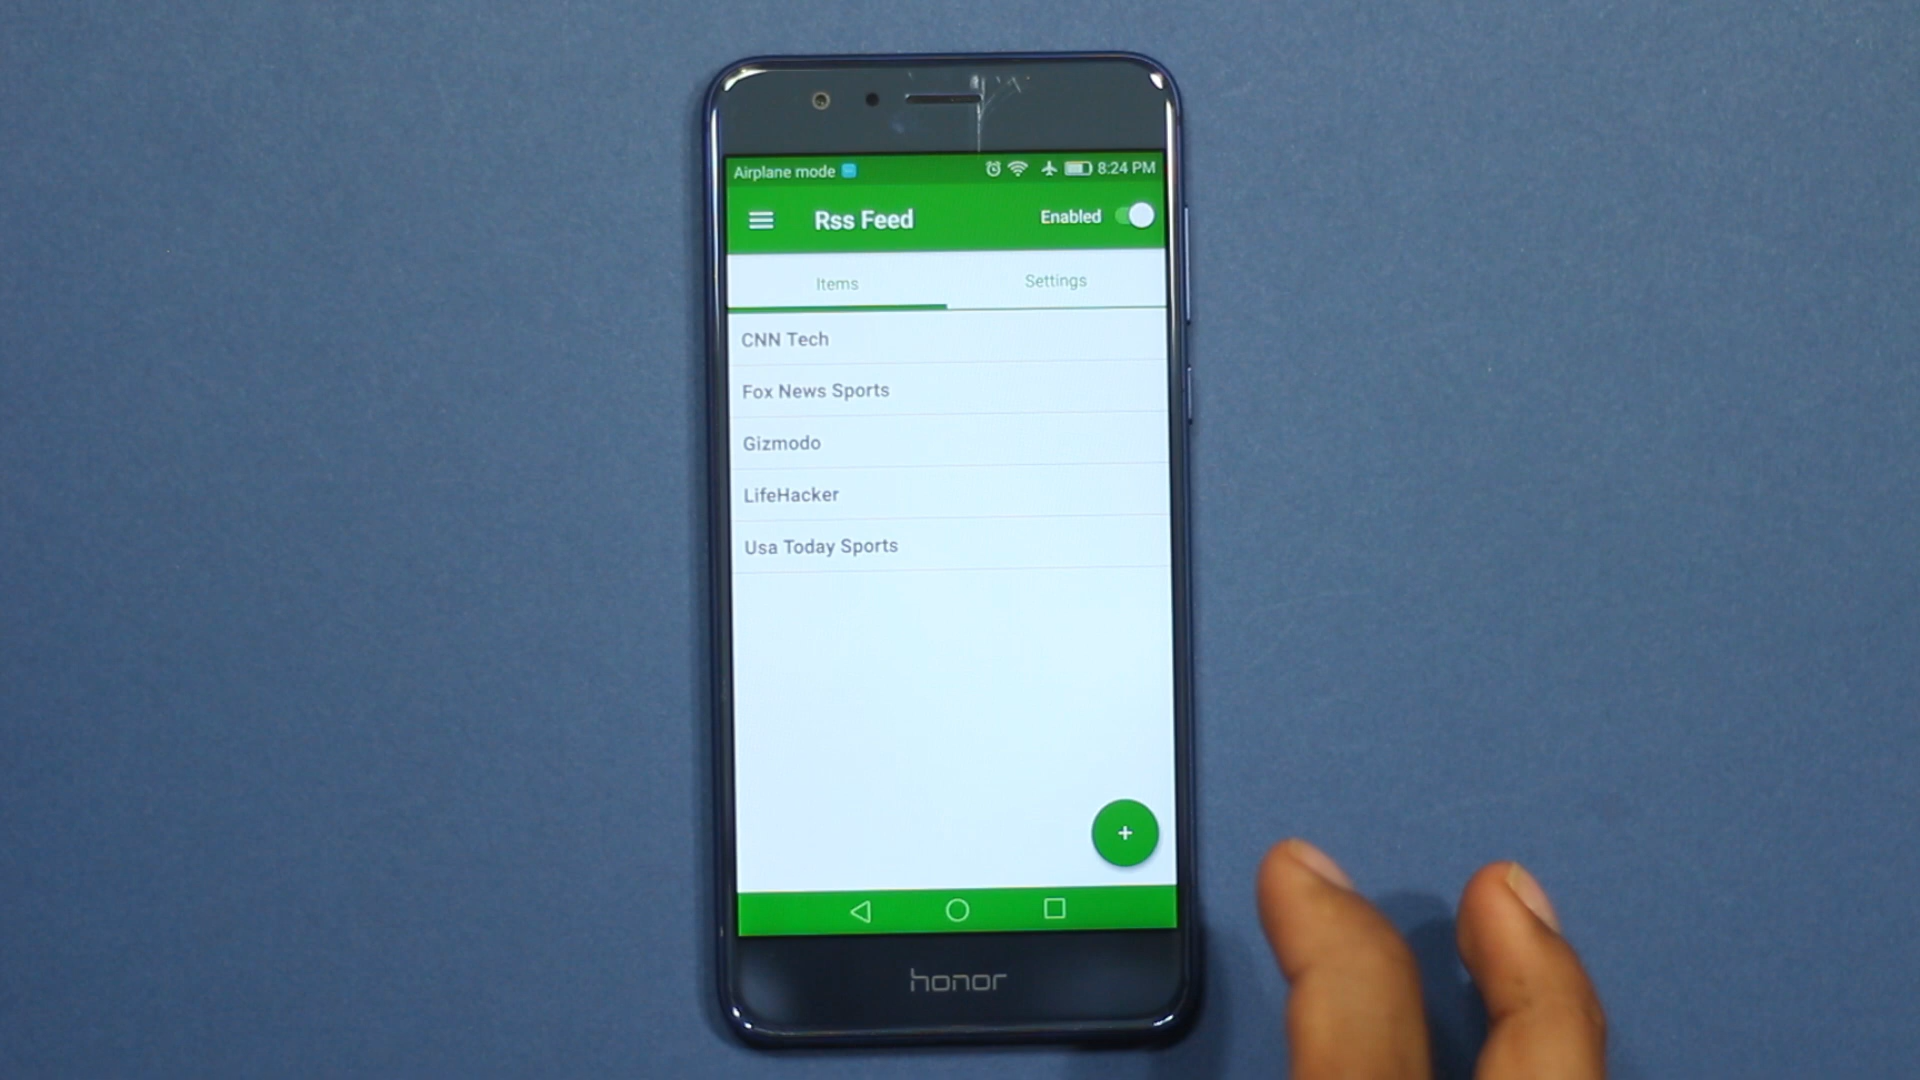 Airplane mode 8:24 PM
Rss Feed Enabled
Items Settings
CNN Tech
Fox News Sports
Gizmodo
LifeHacker
Usa Today Sports
+
honor